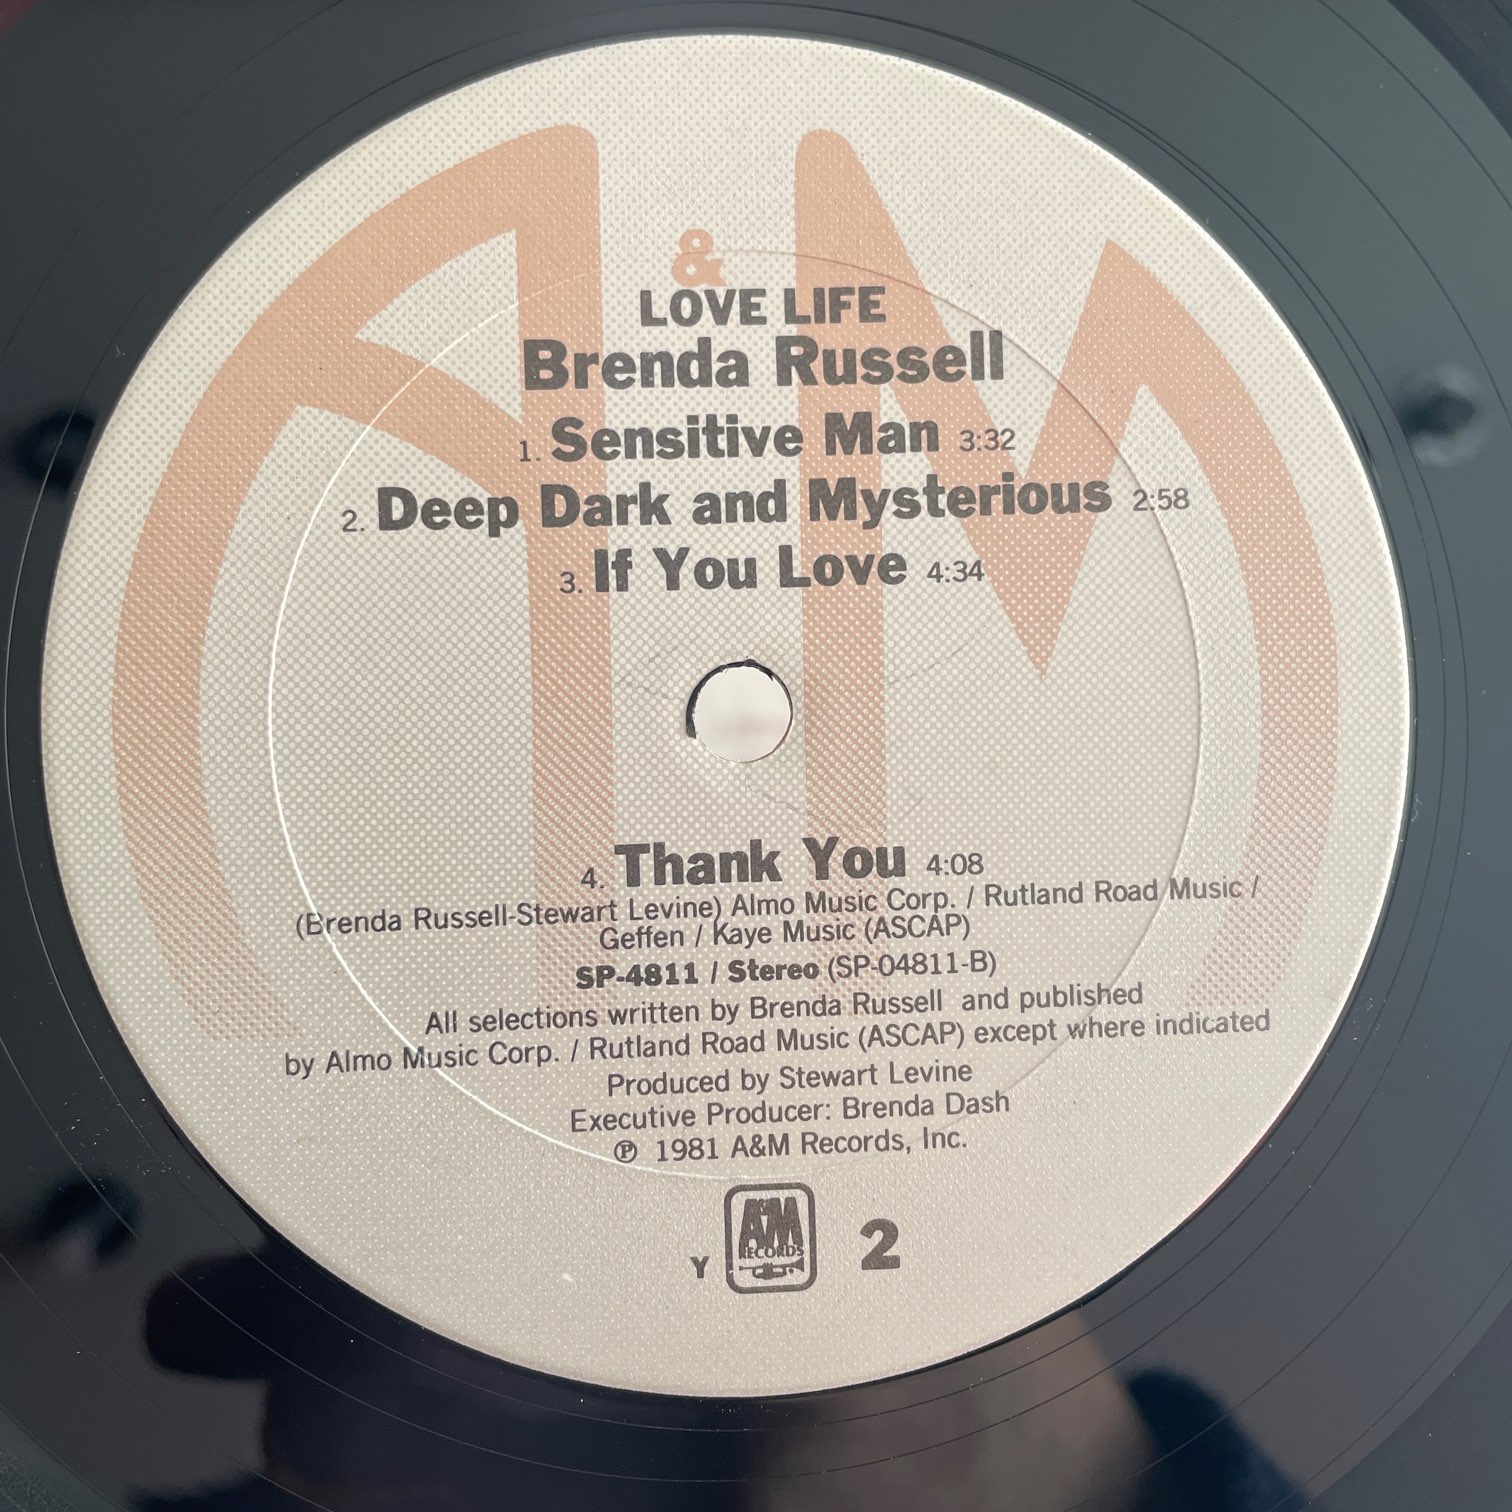 A&M
LOVE LIFE
Brenda Russell
1. Sensitive Man 3:32
2. Deep Dark and Mysterious 2:58
3. If You Love 4:34
4. Thank You 4:08
(Brenda Russell-Stewart Levine) Almo Music Corp. / Rutland Road Music /
Geffen / Kaye Music (ASCAP)
SP-4811 / Stereo (SP-04811-B)
All selections written by Brenda Russell and published
by Almo Music Corp. / Rutland Road Music (ASCAP) except where indicated
Produced by Stewart Levine
Executive Producer: Brenda Dash
℗ 1981 A&M Records, Inc.
A&M
RECORDS
Y 2